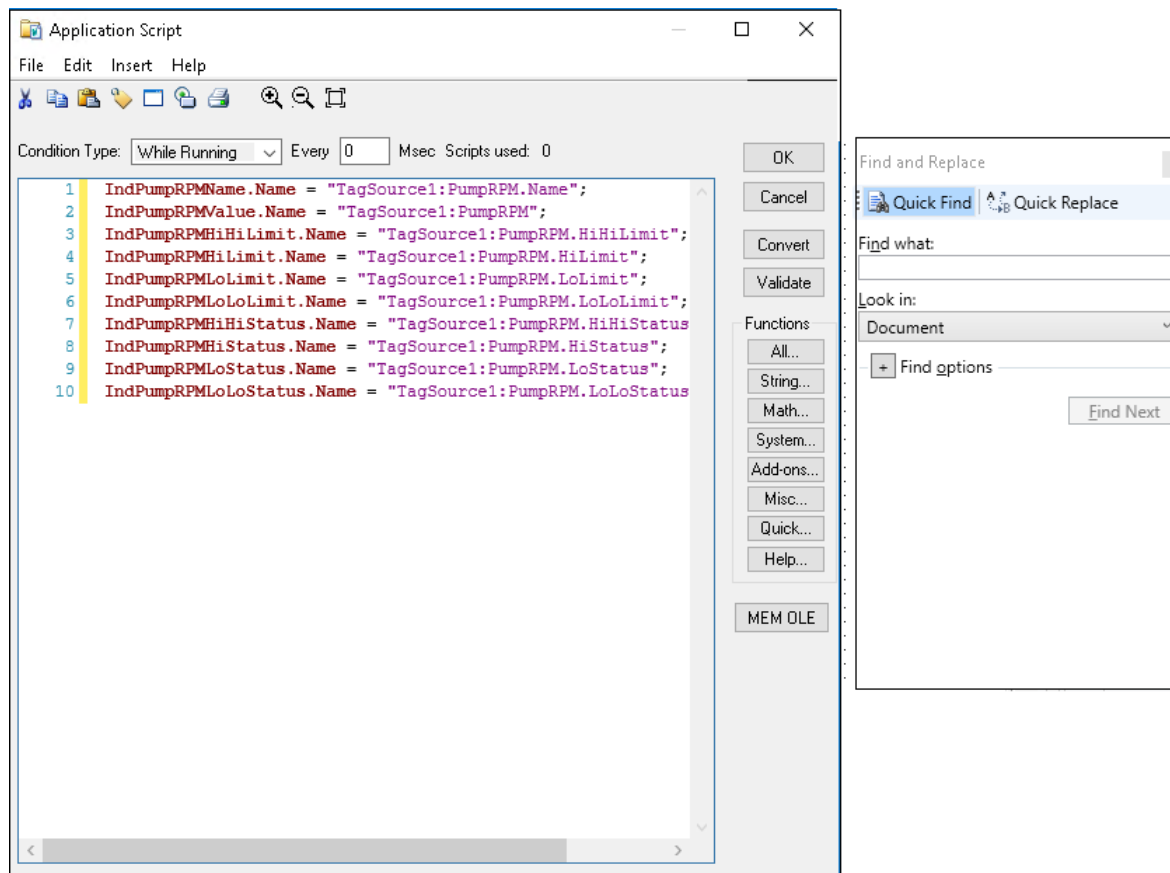 Application Script
File Edit Insert Help
Condition Type: While Running Every 0 Msec Scripts used: 0
1 IndPumpRPMName.Name = "TagSource1:PumpRPM.Name";
2 IndPumpRPMValue.Name = "TagSource1:PumpRPM";
3 IndPumpRPMHiHiLimit.Name = "TagSource1:PumpRPM.HiHiLimit";
4 IndPumpRPMHiLimit.Name = "TagSource1:PumpRPM.HiLimit";
5 IndPumpRPMLoLimit.Name = "TagSource1:PumpRPM.LoLimit";
6 IndPumpRPMLoLoLimit.Name = "TagSource1:PumpRPM.LoLoLimit";
7 IndPumpRPMHiHiStatus.Name = "TagSource1:PumpRPM.HiHiStatus
8 IndPumpRPMHiStatus.Name = "TagSource1:PumpRPM.HiStatus";
9 IndPumpRPMLoStatus.Name = "TagSource1:PumpRPM.LoStatus";
10 IndPumpRPMLoLoStatus.Name = "TagSource1:PumpRPM.LoLoStatus
OK
Cancel
Convert
Validate
Functions
All...
String...
Math...
System...
Add-ons...
Misc...
Quick...
Help...
MEM OLE
Find and Replace
Quick Find A B Quick Replace
Find what:
Look in:
Document
+ Find options
Find Next